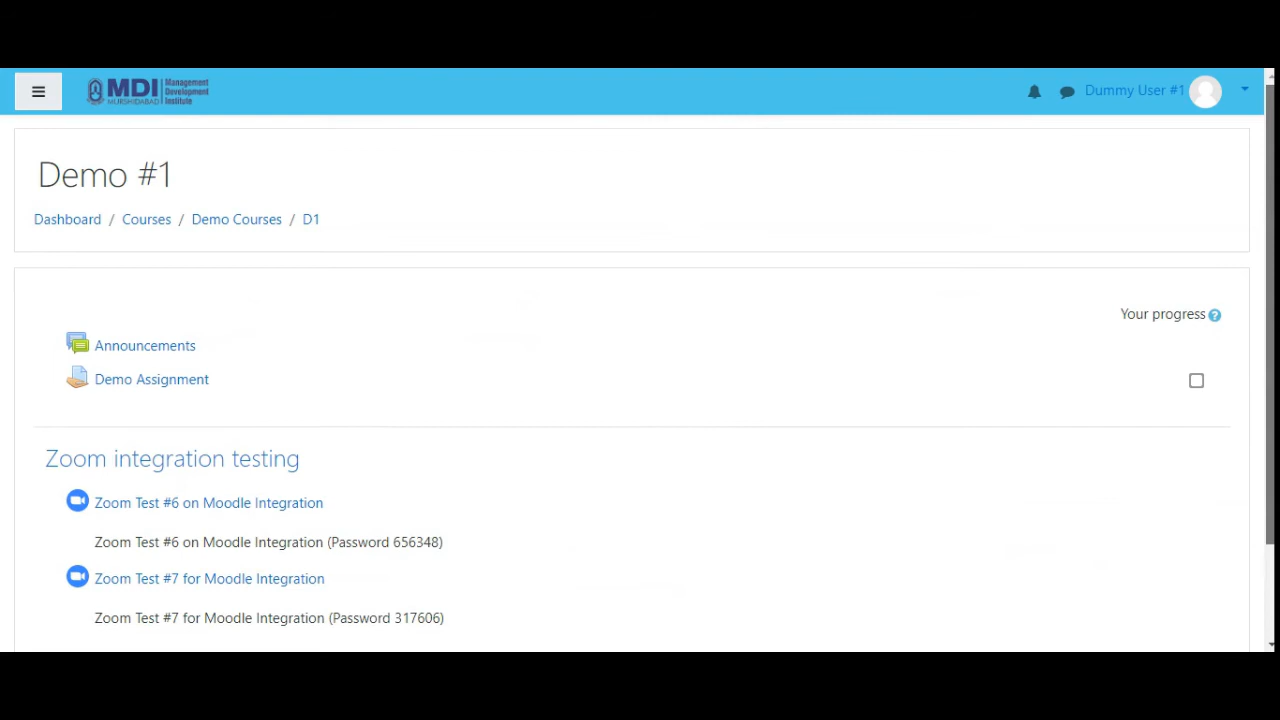 MDI Management
Development
MURSHIDABAD Institute
Dummy User #1
Demo #1
Dashboard / Courses / Demo Courses / D1
Your progress
Announcements
Demo Assignment
Zoom integration testing
Zoom Test #6 on Moodle Integration
Zoom Test #6 on Moodle Integration (Password 656348)
Zoom Test #7 for Moodle Integration
Zoom Test #7 for Moodle Integration (Password 317606)